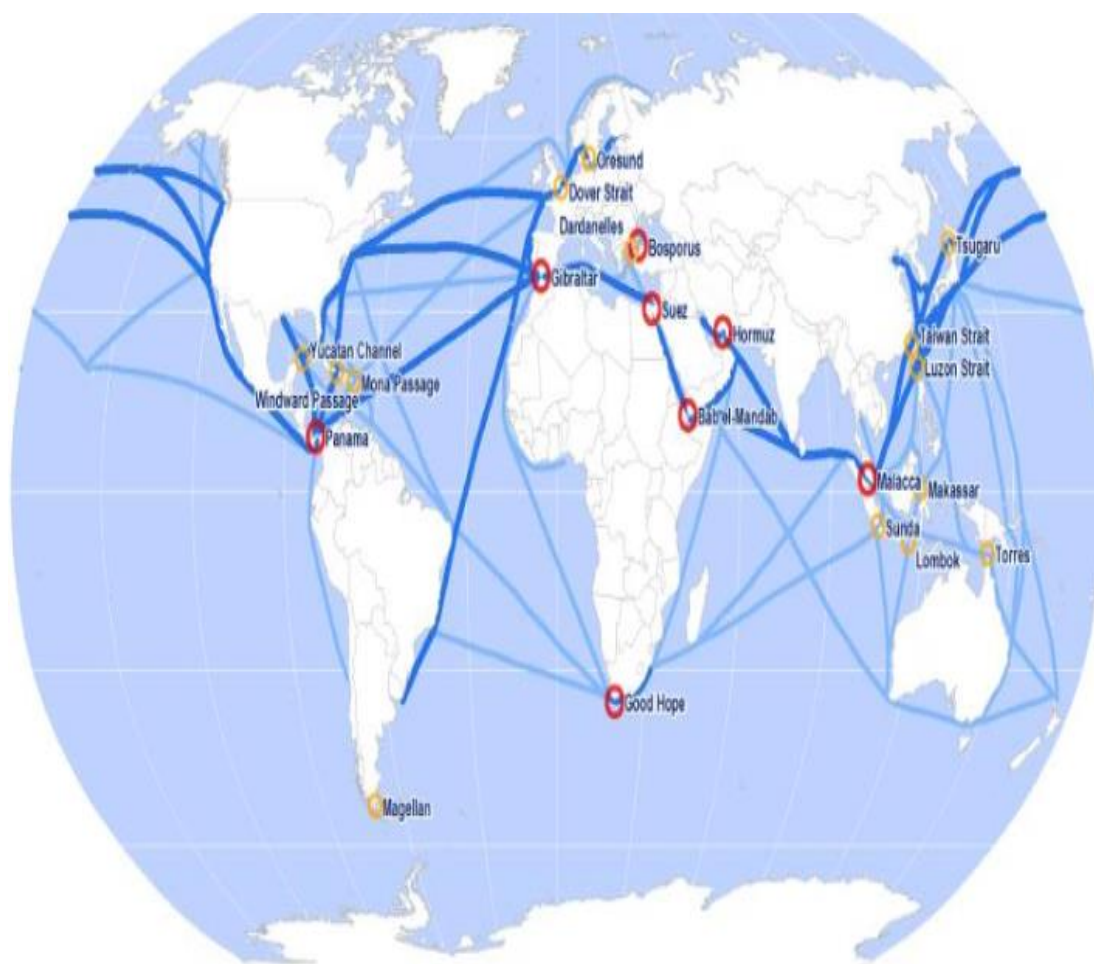 Oresund
Dover Strait
Dardanelles
Bosporus
Tsugaru
Gibraltar
Suez
Hormuz
Taiwan Strait
Yucatan Channel
Luzon Strait
Mona Passage
Windward Passage
Bab el-Mandab
Panama
Malacca
Makassar
Sunda
Lombok
Torres
Good Hope
Magellan